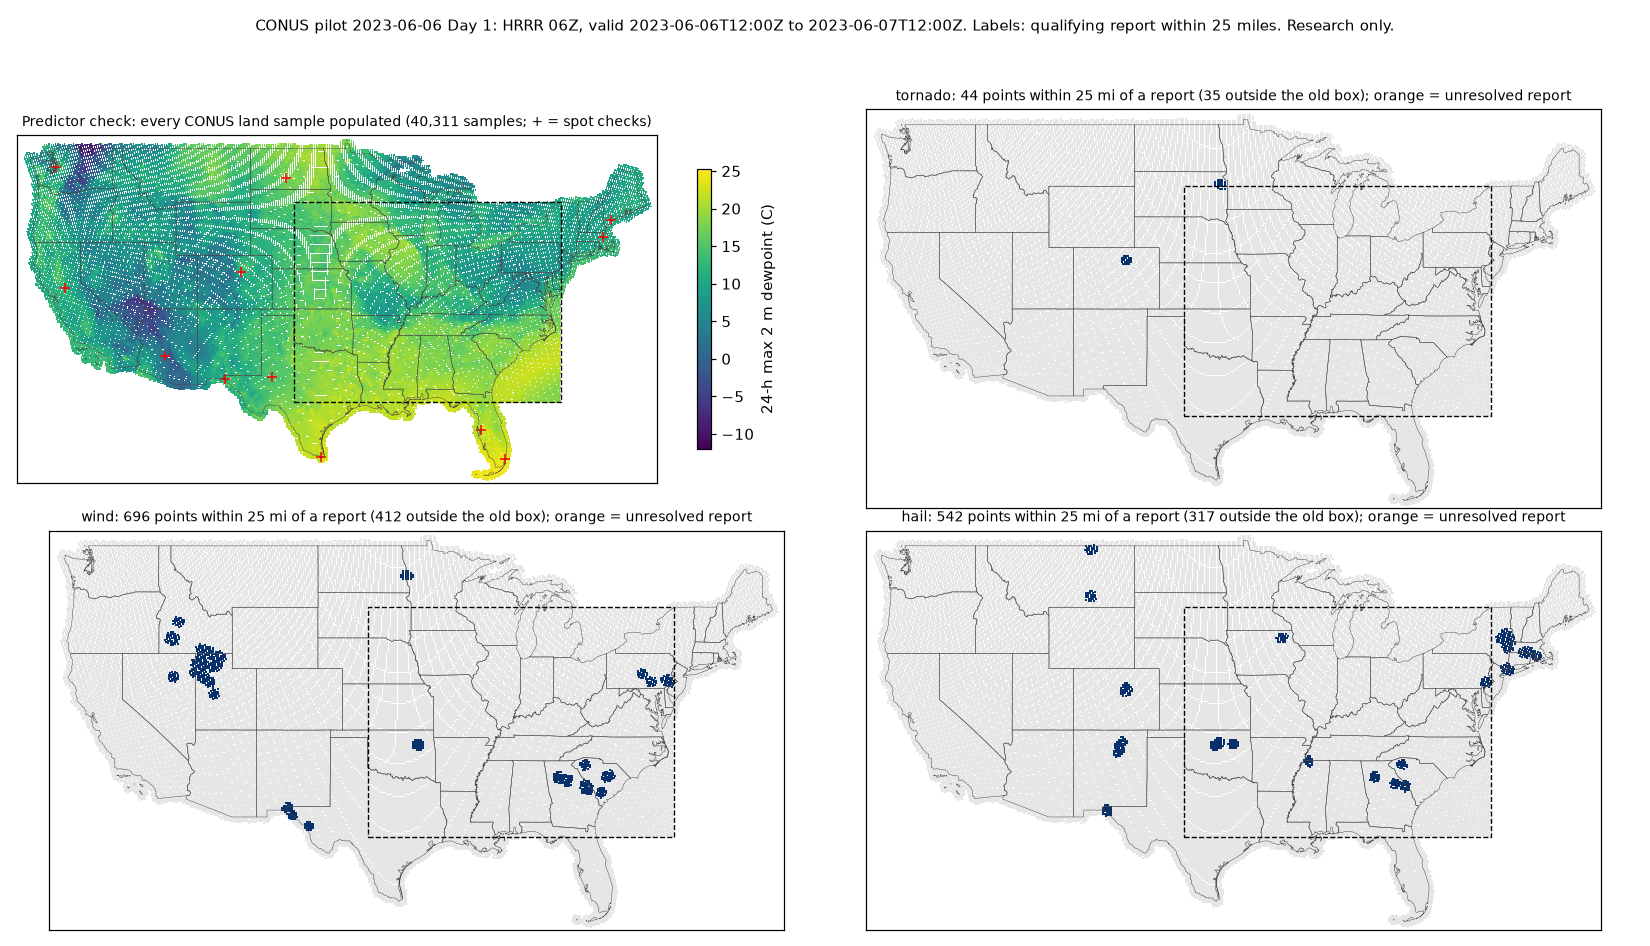 CONUS pilot 2023-06-06 Day 1: HRRR 06Z, valid 2023-06-06T12:00Z to 2023-06-07T12:00Z. Labels: qualifying report within 25 miles. Research only.
Predictor check: every CONUS land sample populated (40,311 samples; + = spot checks)
25
20
15
10
5
0
−5
−10
24-h max 2 m dewpoint (C)
tornado: 44 points within 25 mi of a report (35 outside the old box); orange = unresolved report
wind: 696 points within 25 mi of a report (412 outside the old box); orange = unresolved report
hail: 542 points within 25 mi of a report (317 outside the old box); orange = unresolved report